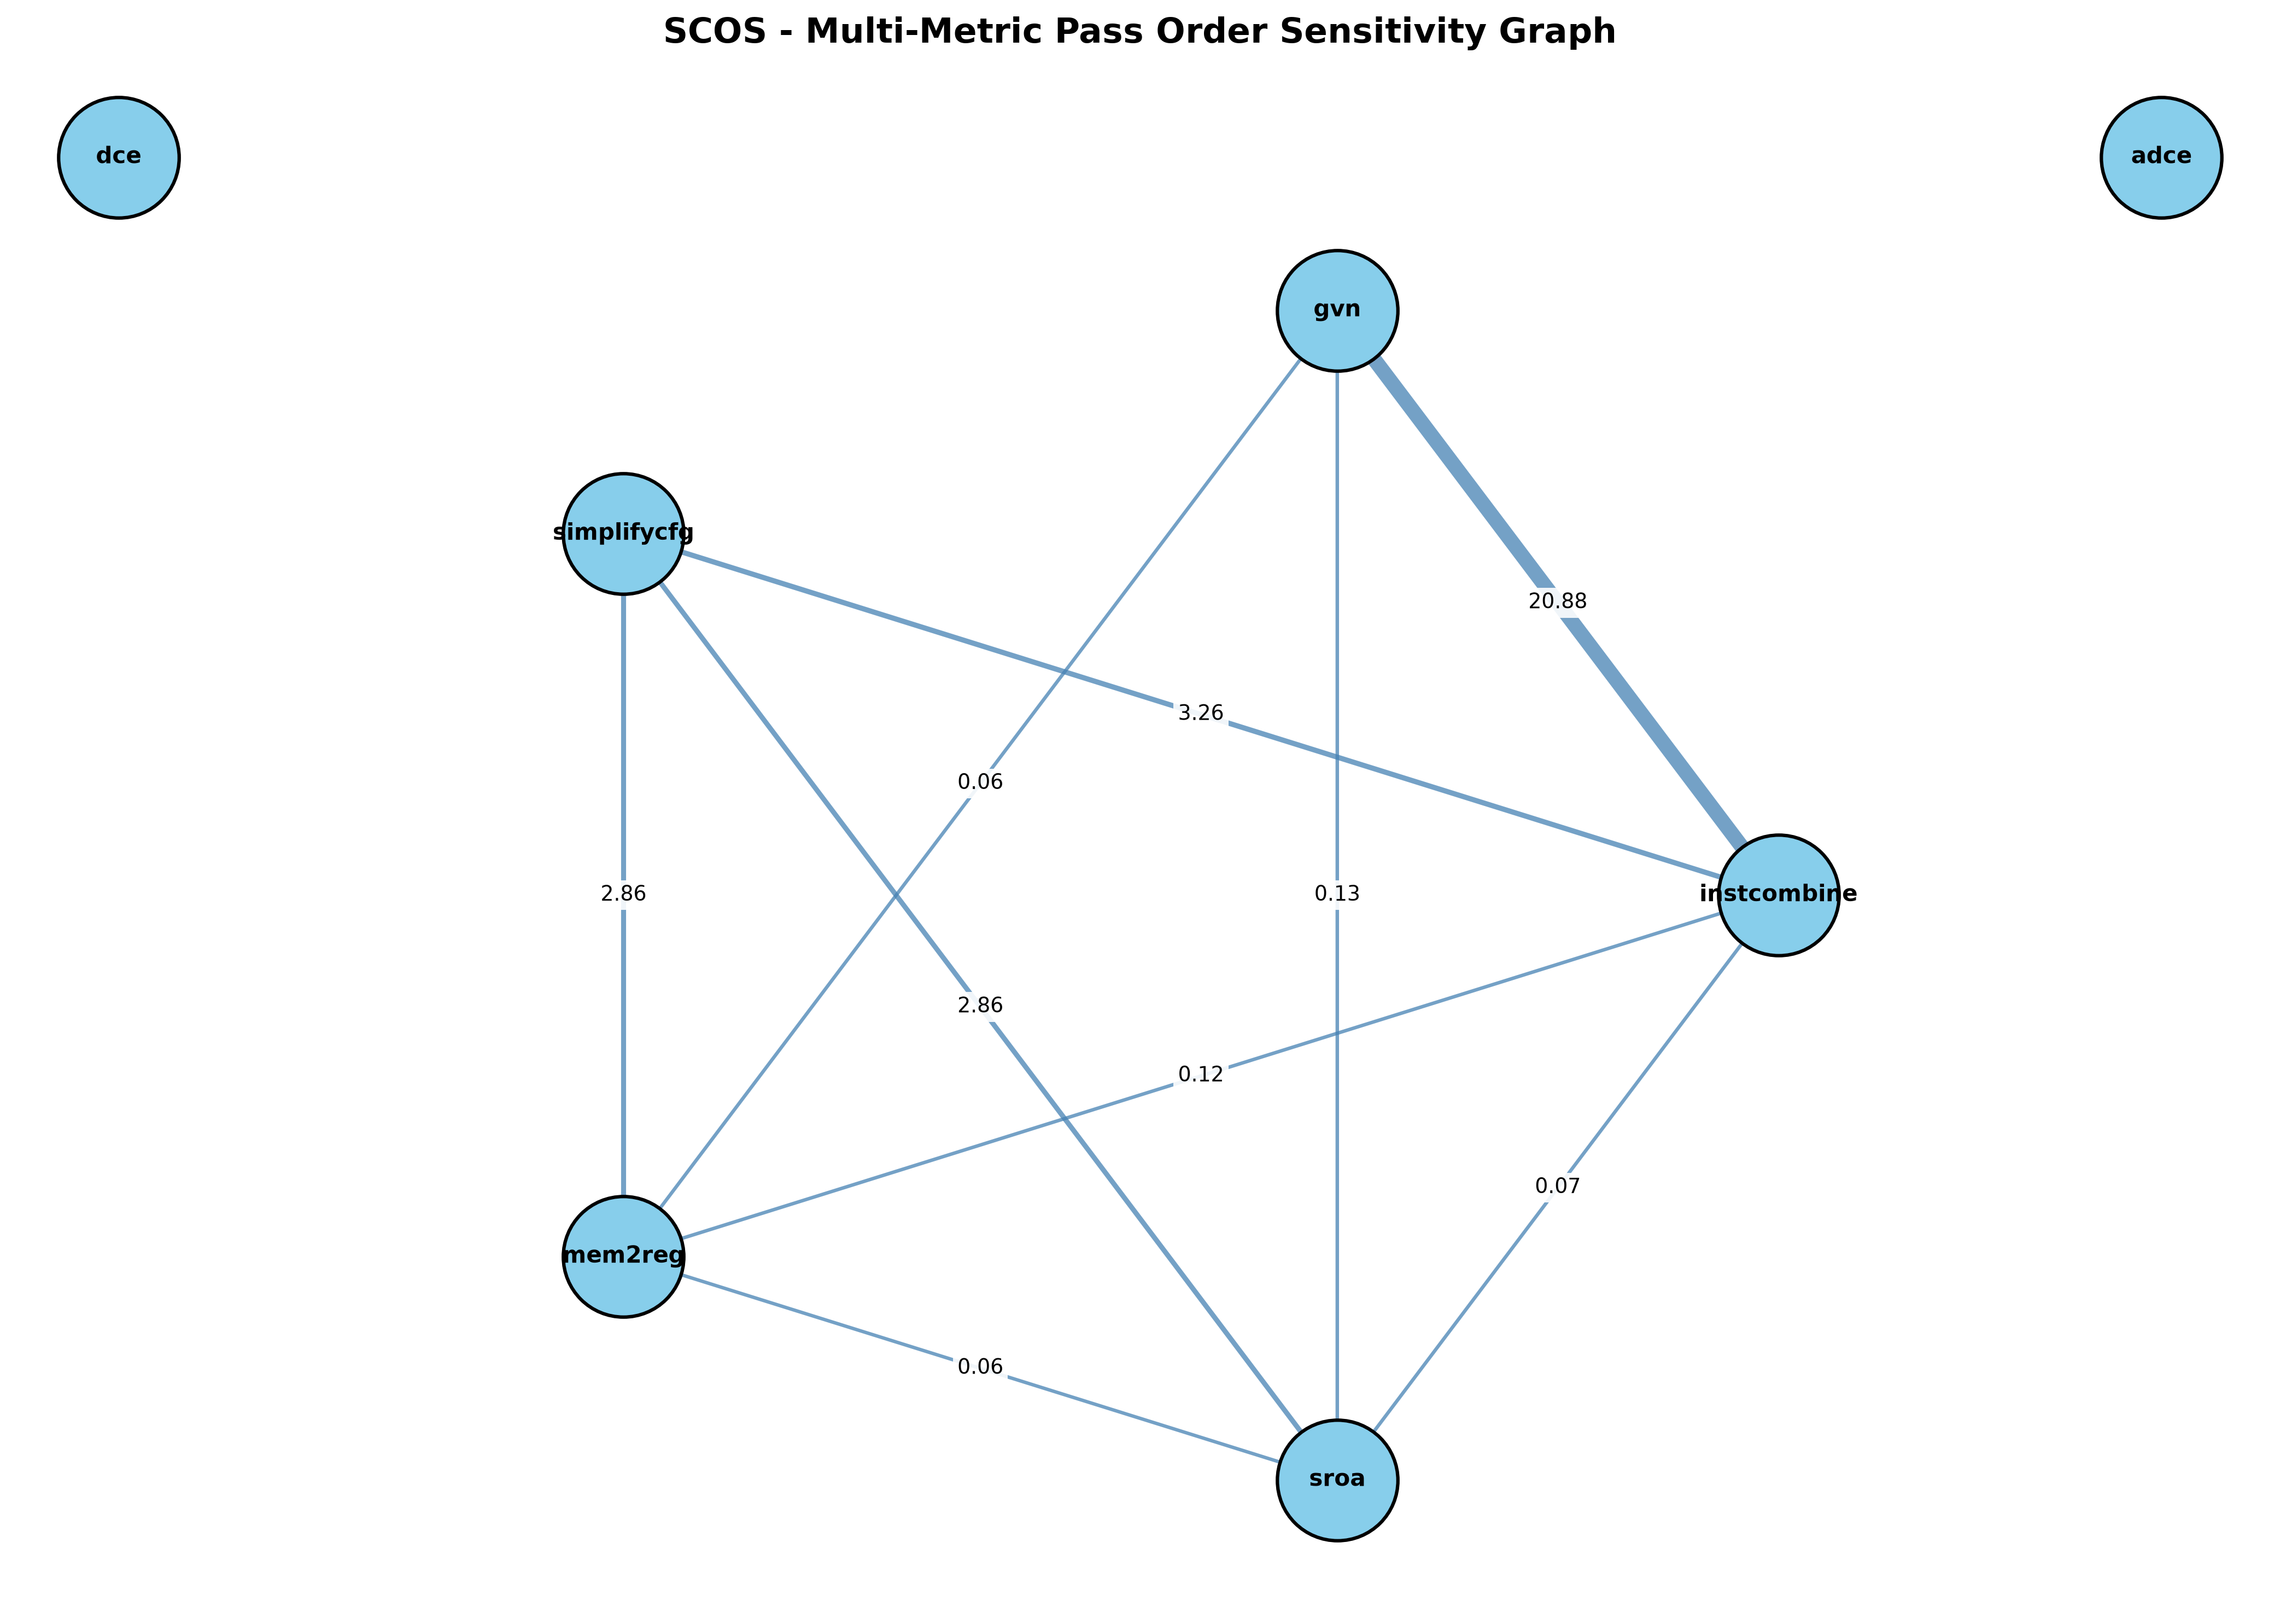 SCOS - Multi-Metric Pass Order Sensitivity Graph
dce
adce
gvn
simplifycfg
20.88
3.26
0.06
2.86
0.13
instcombine
2.86
0.12
0.07
mem2reg
0.06
sroa